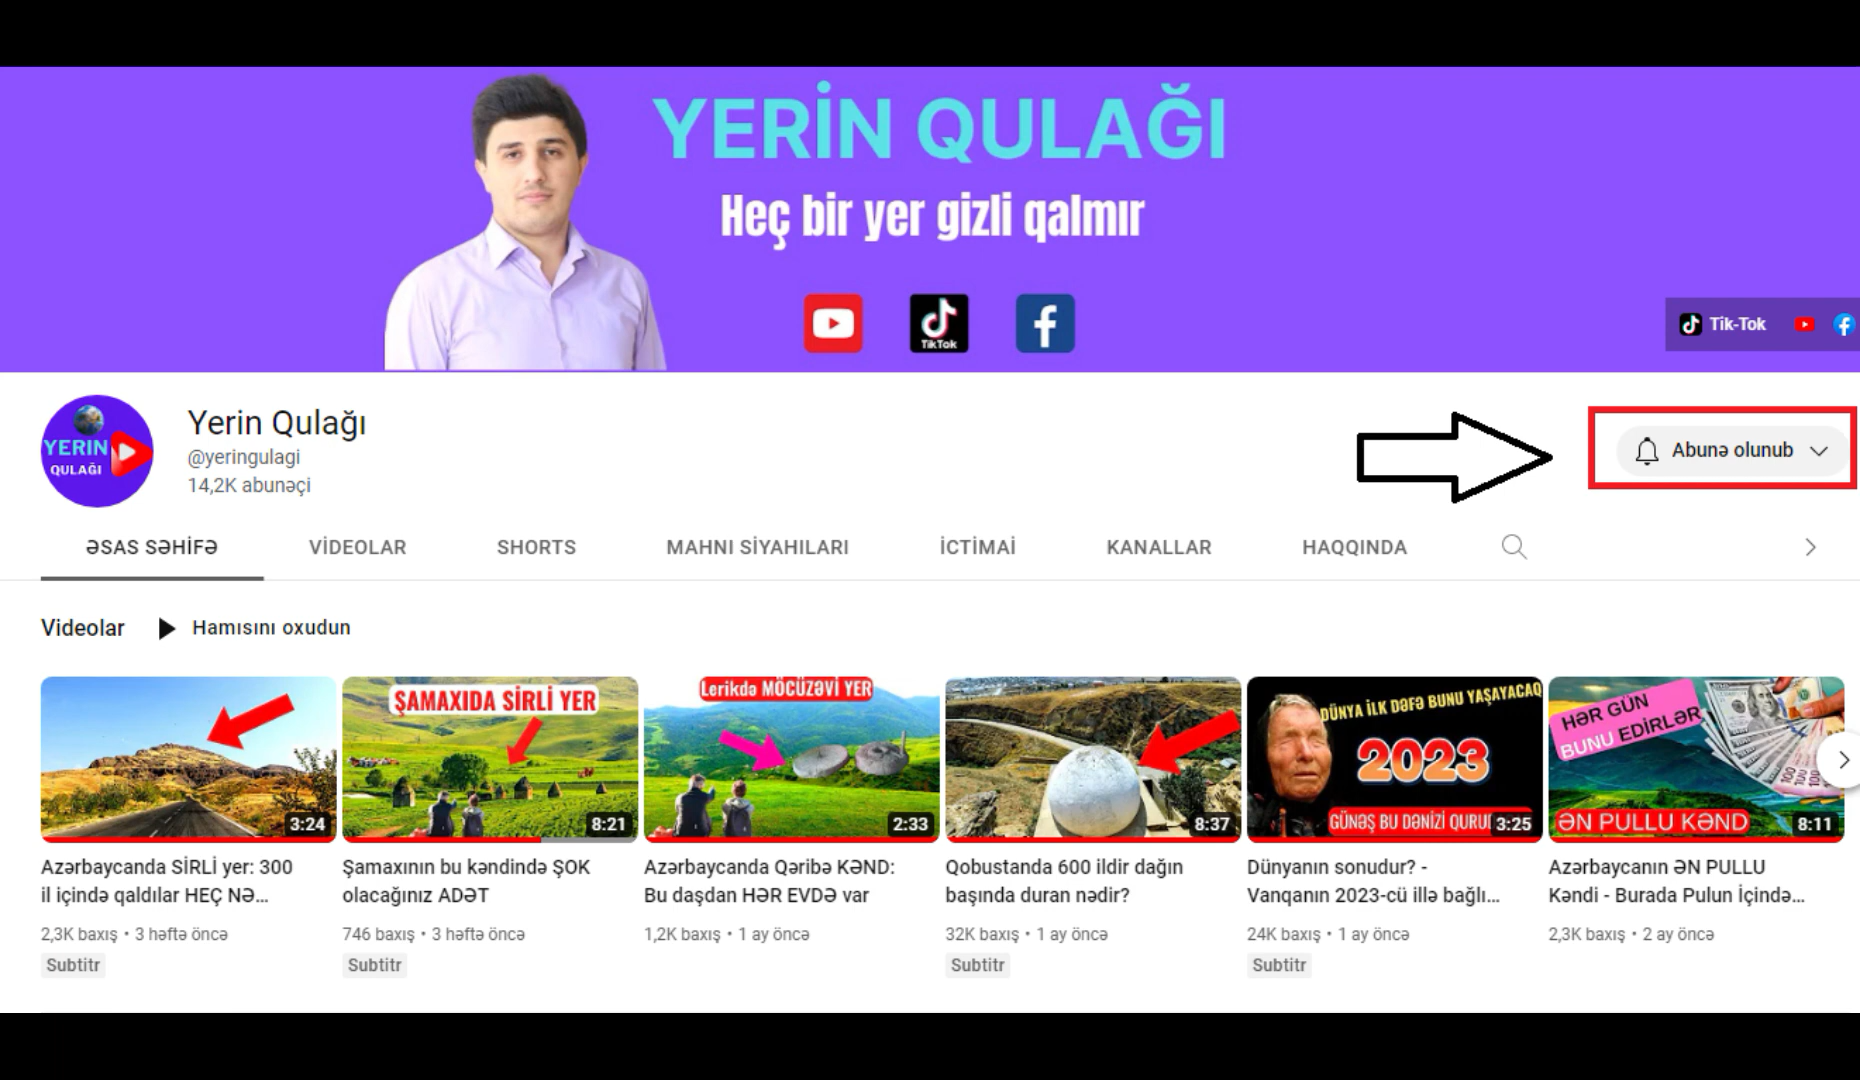 YERİN QULAĞI
Heç bir yer gizli qalmır
TikTok
Tik-Tok
YERIN
QULAĞI
Yerin Qulağı
@yeringulagi
14,2K abunəçi
Abunə olunub
ƏSAS SƏHİFƏ VİDEOLAR SHORTS MAHNI SİYAHILARI İCTİMAİ KANALLAR HAQQINDA
Videolar Hamısını oxudun
3:24
Azərbaycanda SİRLİ yer: 300
il içində qaldılar HEÇ NƏ...
2,3K baxış • 3 həftə öncə
Subtitr
ŞAMAXIDA SİRLİ YER
8:21
Şamaxının bu kəndində ŞOK
olacağınız ADƏT
746 baxış • 3 həftə öncə
Subtitr
Lerikdə MÖCÜZƏVİ YER
2:33
Azərbaycanda Qəribə KƏND:
Bu daşdan HƏR EVDƏ var
1,2K baxış • 1 ay öncə
8:37
Qobustanda 600 ildir dağın
başında duran nədir?
32K baxış • 1 ay öncə
Subtitr
DÜNYA İLK DƏFƏ BUNU YAŞAYACAQ
2023
GÜNƏŞ BU DƏNİZİ QURUD
3:25
Dünyanın sonudur? -
Vanqanın 2023-cü illə bağlı...
24K baxış • 1 ay öncə
Subtitr
HƏR GÜN
BUNU EDİRLƏR
100
100
100
ƏN PULLU KƏND
8:11
Azərbaycanın ƏN PULLU
Kəndi - Burada Pulun İçində...
2,3K baxış • 2 ay öncə